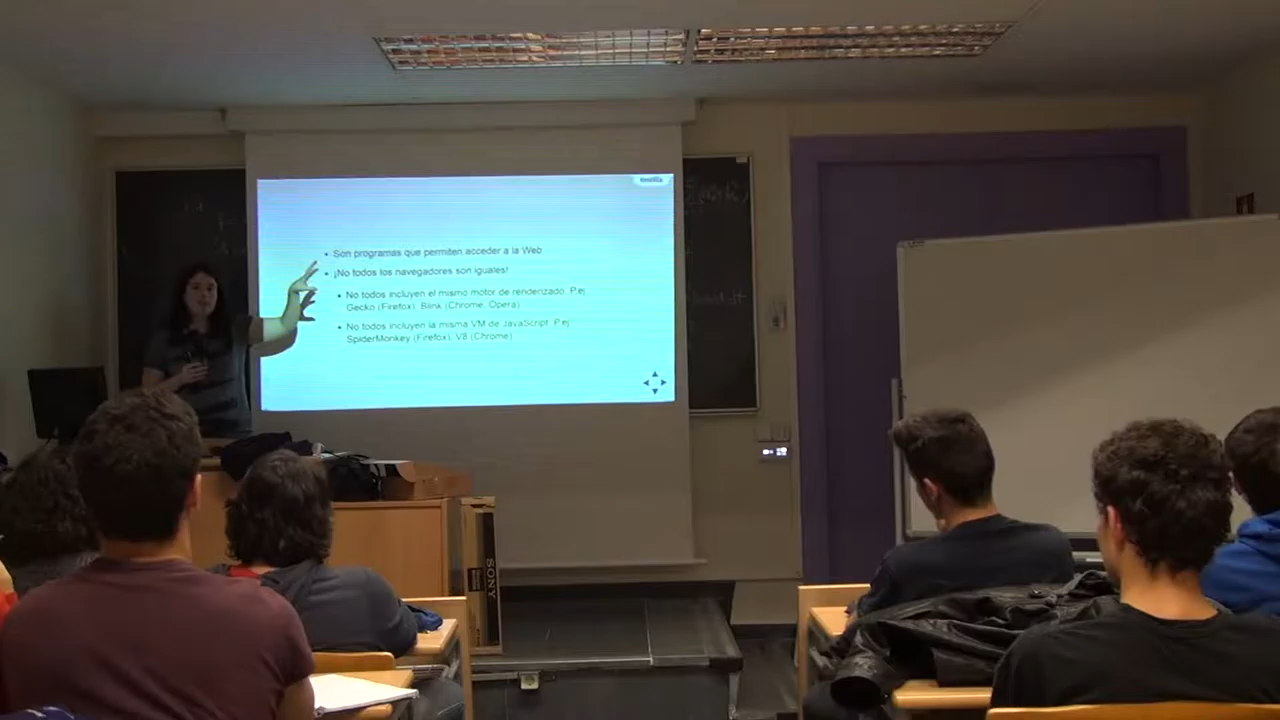 mozilla
• Son programas que permiten acceder a la Web
• ¡No todos los navegadores son iguales!
• No todos incluyen el mismo motor de renderizado. P.ej
Gecko (Firefox), Blink (Chrome, Opera)
• No todos incluyen la misma VM de JavaScript. P.ej
SpiderMonkey (Firefox), V8 (Chrome)
SONY